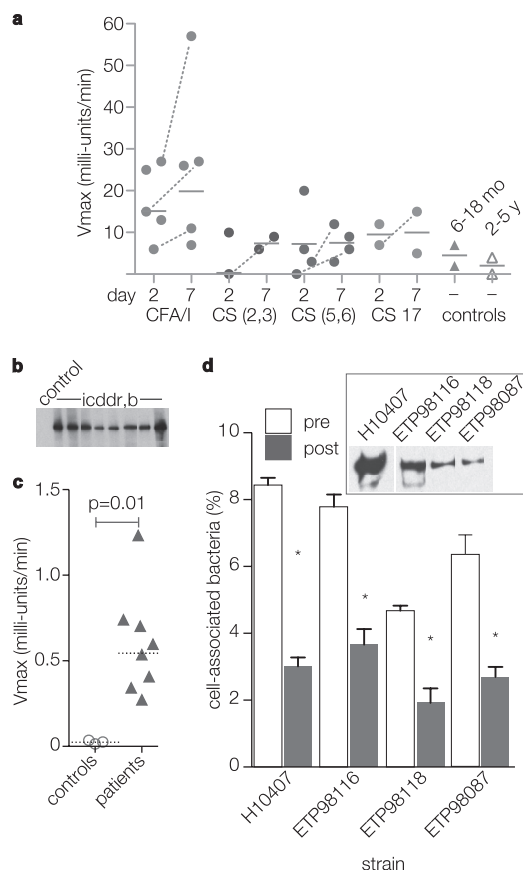 a
Vmax (milli-units/min)
60
50
40
30
20
10
6-18 mo
2-5 y
day 2 7 2 7 2 7 2 7 – –
CFA/I CS (2,3) CS (5,6) CS 17 controls
b
control
icddr,b
c
Vmax (milli-units/min)
1.5
1.0
0.5
0
p=0.01
controls
patients
d
pre
post
H10407
ETP98116
ETP98118
ETP98087
cell-associated bacteria (%)
10
8
6
4
2
0
*
*
*
*
H10407
ETP98116
ETP98118
ETP98087
strain